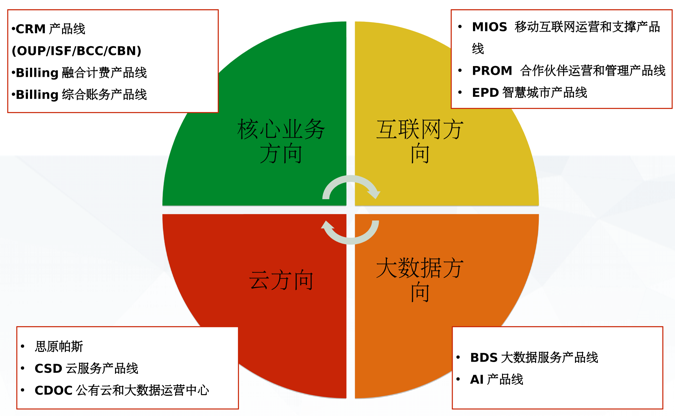 •CRM 产品线
(OUP/ISF/BCC/CBN)
•Billing 融合计费产品线
•Billing 综合账务产品线
• MIOS 移动互联网运营和支撑产品
线
• PROM 合作伙伴运营和管理产品线
• EPD 智慧城市产品线
核心业务
方向
互联网方
向
云方向
大数据方
向
• 思原帕斯
• CSD 云服务产品线
• CDOC 公有云和大数据运营中心
• BDS 大数据服务产品线
• AI 产品线